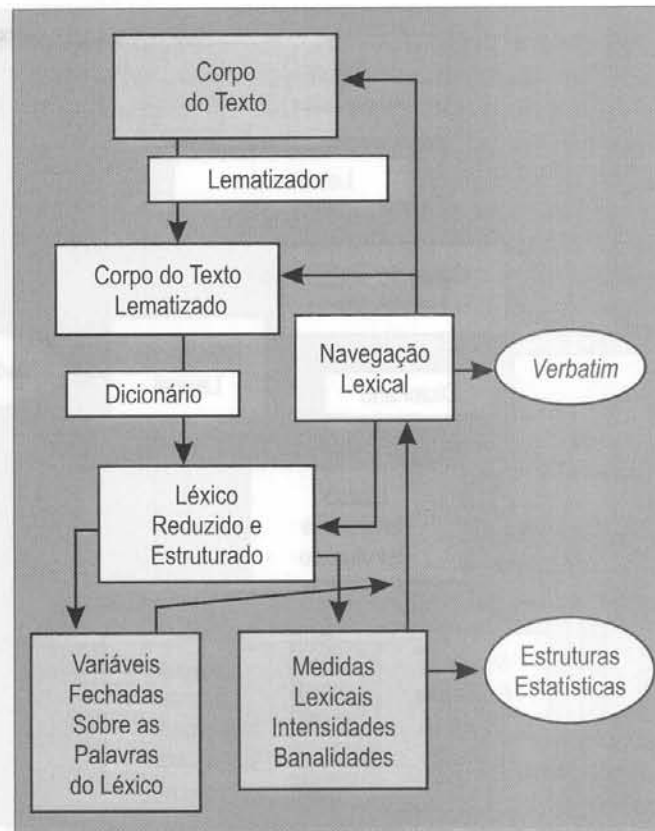 Corpo
do Texto
Lematizador
Corpo do Texto
Lematizado
Navegação
Lexical
Verbatim
Dicionário
Léxico
Reduzido e
Estruturado
Variáveis
Fechadas
Sobre as
Palavras
do Léxico
Medidas
Lexicais
Intensidades
Banalidades
Estruturas
Estatísticas